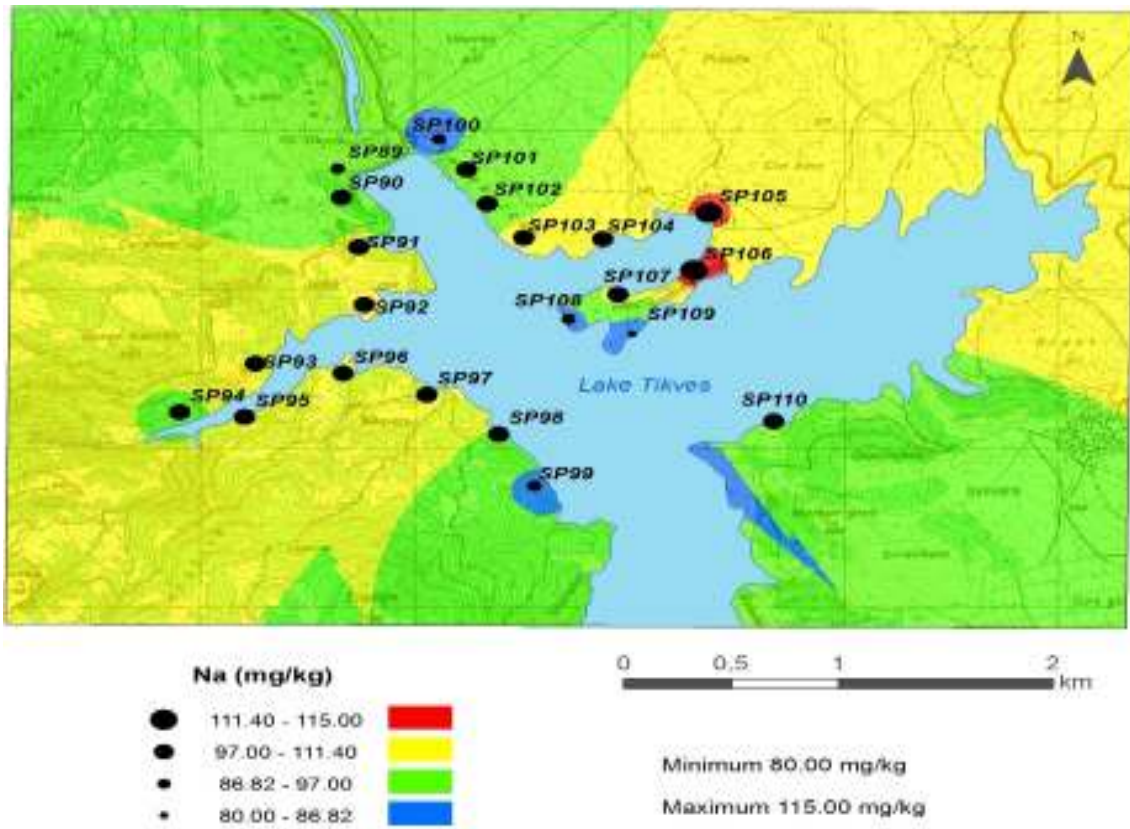 N
SP100
SP89
SP101
SP90
SP102
SP105
SP103
SP104
SP91
SP106
SP107
SP92
SP108
SP109
SP93
SP96
Lake Tikves
SP94
SP97
SP95
SP110
SP98
SP99
Na (mg/kg)
111.40 - 115.00
97.00 - 111.40
86.82 - 97.00
80.00 - 86.82
0 0,5 1 2
km
Minimum 80.00 mg/kg
Maximum 115.00 mg/kg